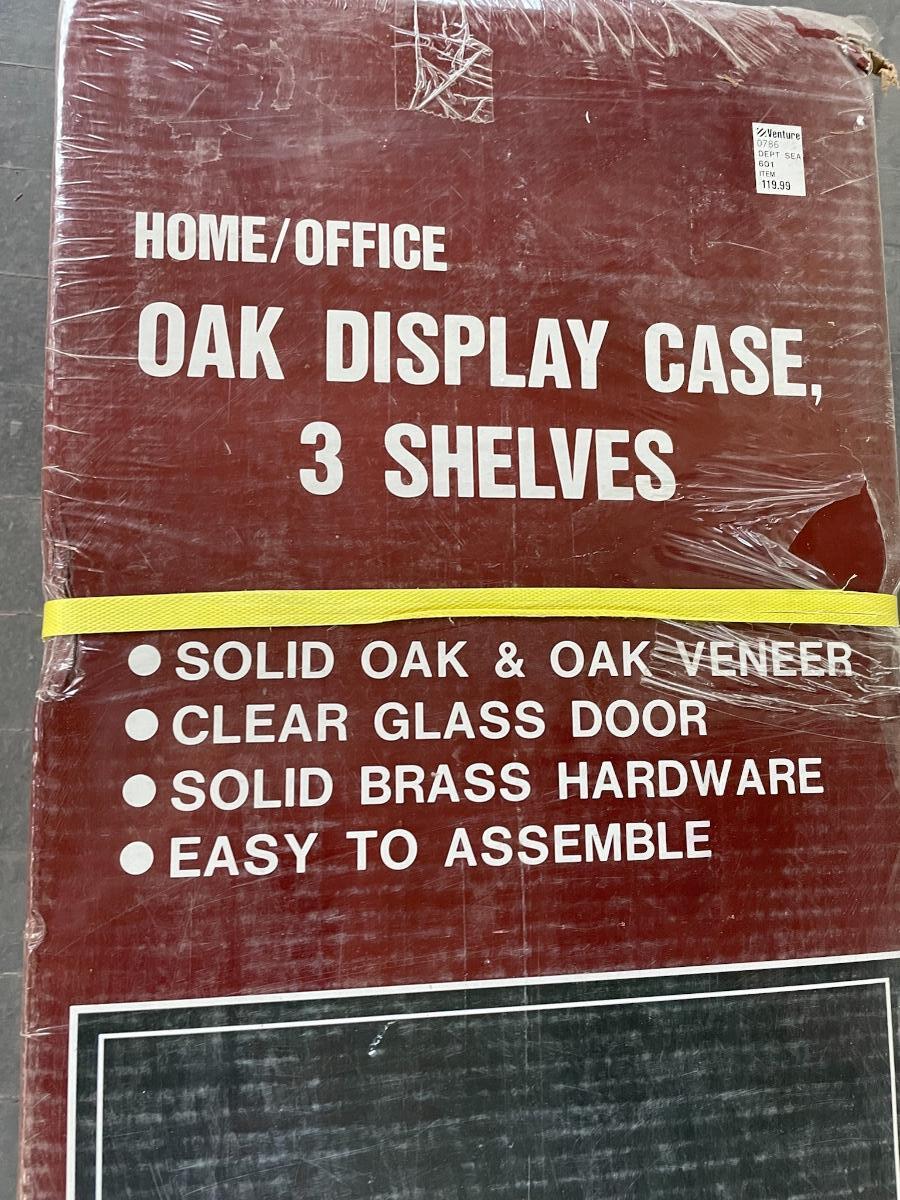 Venture
0786
DEPT SEA
601
ITEM
119.99
HOME/OFFICE
OAK DISPLAY CASE,
3 SHELVES
● SOLID OAK & OAK VENEER
● CLEAR GLASS DOOR
● SOLID BRASS HARDWARE
● EASY TO ASSEMBLE